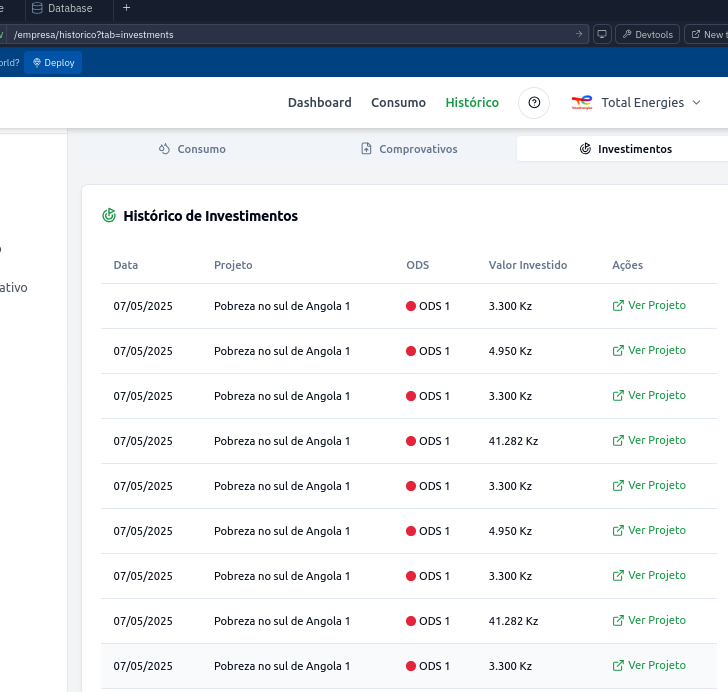 e Database +
/empresa/historico?tab=investments Devtools New t
orld? Deploy
Dashboard Consumo Histórico Total Energies
Consumo Comprovativos Investimentos
ativo
Histórico de Investimentos
Data Projeto ODS Valor Investido Ações
07/05/2025 Pobreza no sul de Angola 1 ODS 1 3.300 Kz Ver Projeto
07/05/2025 Pobreza no sul de Angola 1 ODS 1 4.950 Kz Ver Projeto
07/05/2025 Pobreza no sul de Angola 1 ODS 1 3.300 Kz Ver Projeto
07/05/2025 Pobreza no sul de Angola 1 ODS 1 41.282 Kz Ver Projeto
07/05/2025 Pobreza no sul de Angola 1 ODS 1 3.300 Kz Ver Projeto
07/05/2025 Pobreza no sul de Angola 1 ODS 1 4.950 Kz Ver Projeto
07/05/2025 Pobreza no sul de Angola 1 ODS 1 3.300 Kz Ver Projeto
07/05/2025 Pobreza no sul de Angola 1 ODS 1 41.282 Kz Ver Projeto
07/05/2025 Pobreza no sul de Angola 1 ODS 1 3.300 Kz Ver Projeto